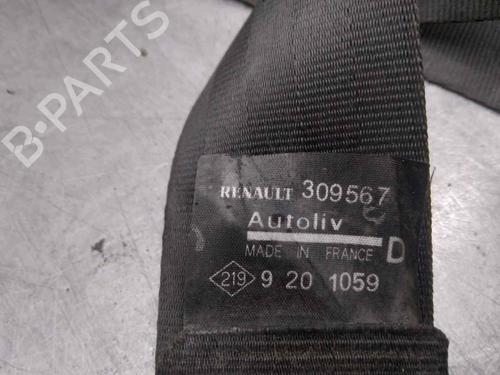 B-PARTS
RENAULT 309567
C
Autoliv
MADE IN FRANCE D
219 9 20 1059